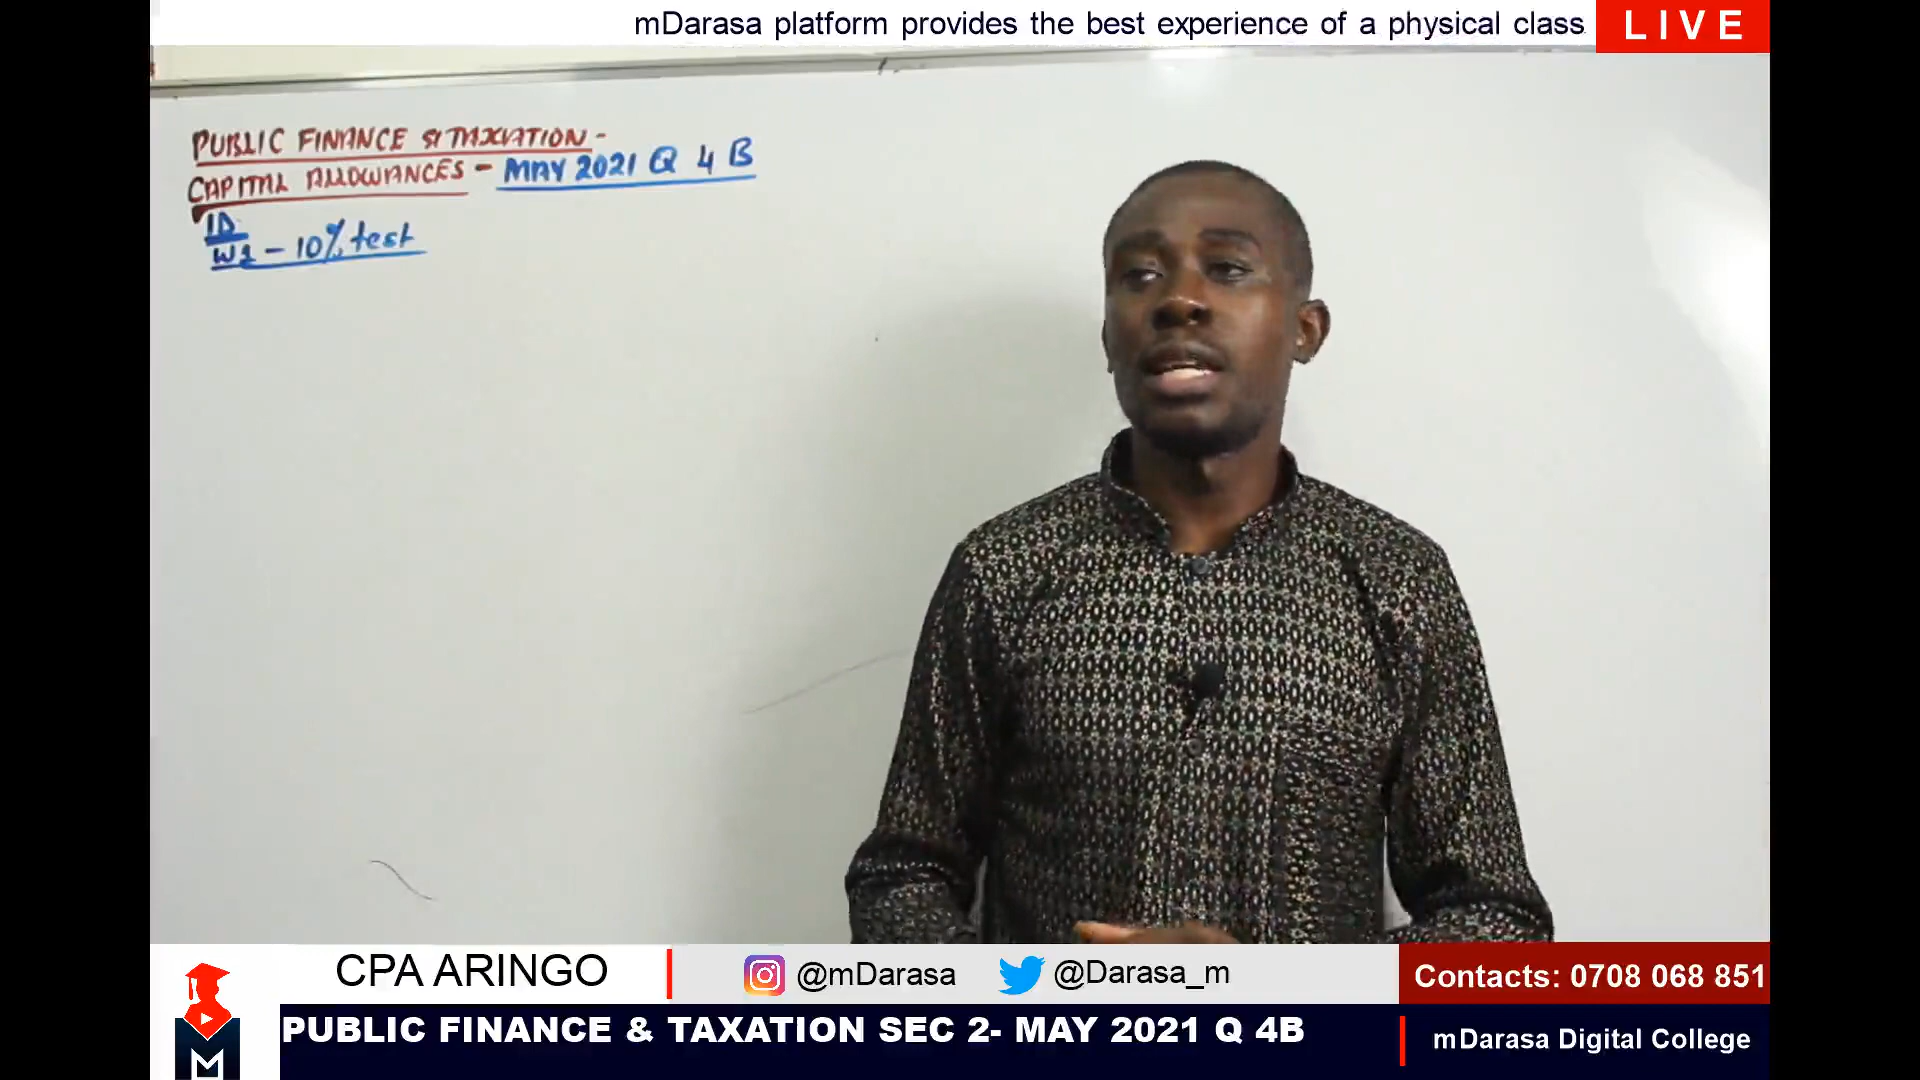 mDarasa platform provides the best experience of a physical class
LIVE
PUBLIC FINANCE & TAXATION -
CAPITAL ALLOWANCES - MAY 2021 Q 4 B
ID
W1 - 10% test
CPA ARINGO
@mDarasa
@Darasa_m
Contacts: 0708 068 851
M
PUBLIC FINANCE & TAXATION SEC 2- MAY 2021 Q 4B
mDarasa Digital College